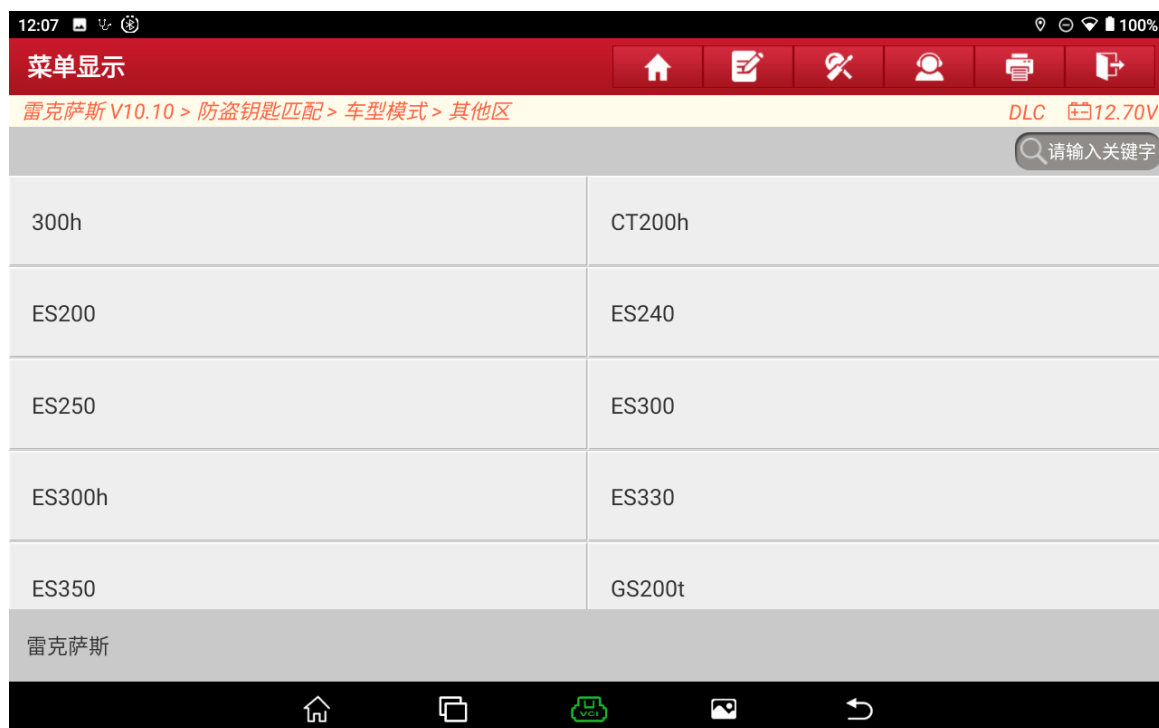 12:07 100%
菜单显示
雷克萨斯 V10.10 > 防盗钥匙匹配 > 车型模式 > 其他区 DLC 12.70V
请输入关键字
300h CT200h
ES200 ES240
ES250 ES300
ES300h ES330
ES350 GS200t
雷克萨斯
VCI